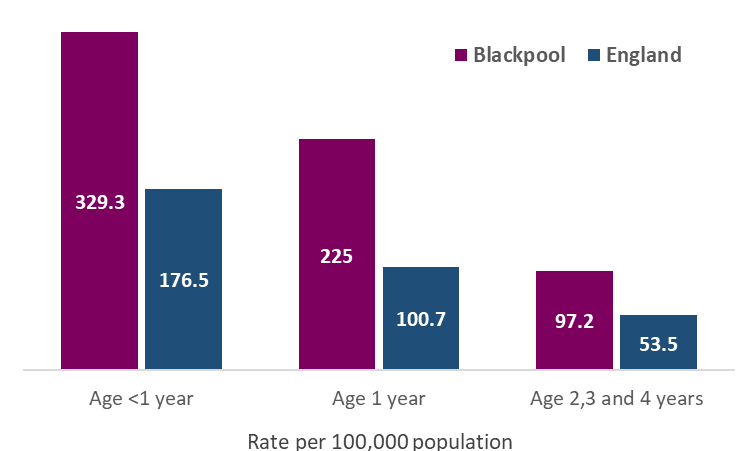 Blackpool England
329.3
176.5
225
100.7
97.2
53.5
Age <1 year
Age 1 year
Age 2,3 and 4 years
Rate per 100,000 population